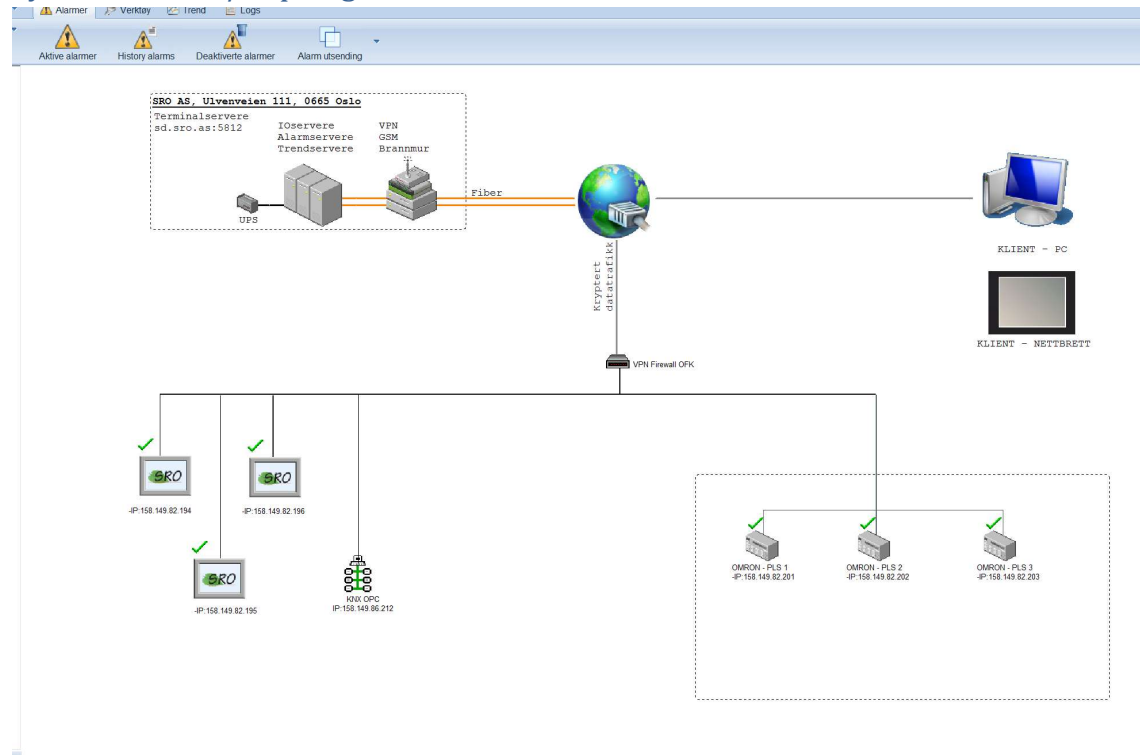 Alarmer Verktøy Trend Logs
Aktive alarmer History alarms Deaktiverte alarmer Alarm utsending
SRO AS, Ulvenveien 111, 0665 Oslo
Terminalservere
sd.sro.as:5812
IOservere
Alarmservere
Trendservere
VPN
GSM
Brannmur
UPS
Fiber
KLIENT - PC
Kryptert
datatrafikk
KLIENT - NETTBRETT
VPN Firewall OFK
SRO
-IP:158.149.82.194
SRO
-IP:158.149.82.196
SRO
-IP:158.149.82.195
KNX OPC
IP:158.149.86.212
OMRON - PLS 1
-IP:158.149.82.201
OMRON - PLS 2
-IP:158.149.82.202
OMRON - PLS 3
-IP:158.149.82.203